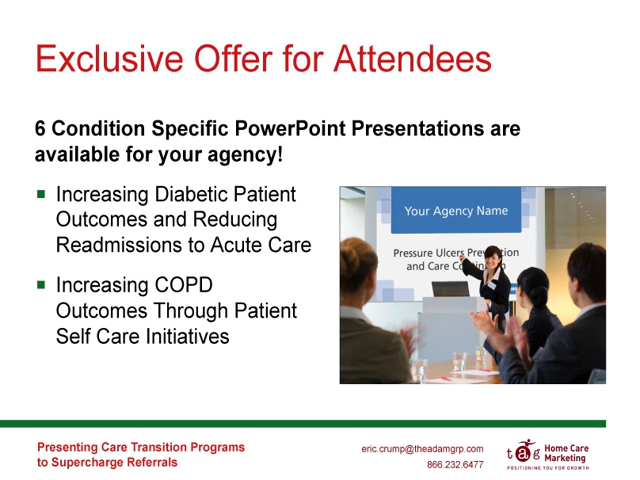 Exclusive Offer for Attendees
6 Condition Specific PowerPoint Presentations are
available for your agency!
Increasing Diabetic Patient
Outcomes and Reducing
Readmissions to Acute Care
Increasing COPD
Outcomes Through Patient
Self Care Initiatives
Your Agency Name
Pressure Ulcers Prevention
and Care
Presenting Care Transition Programs
to Supercharge Referrals
eric.crump@theadamgrp.com
866.232.6477
tag Home Care
Marketing
POSITIONING YOU FOR GROWTH